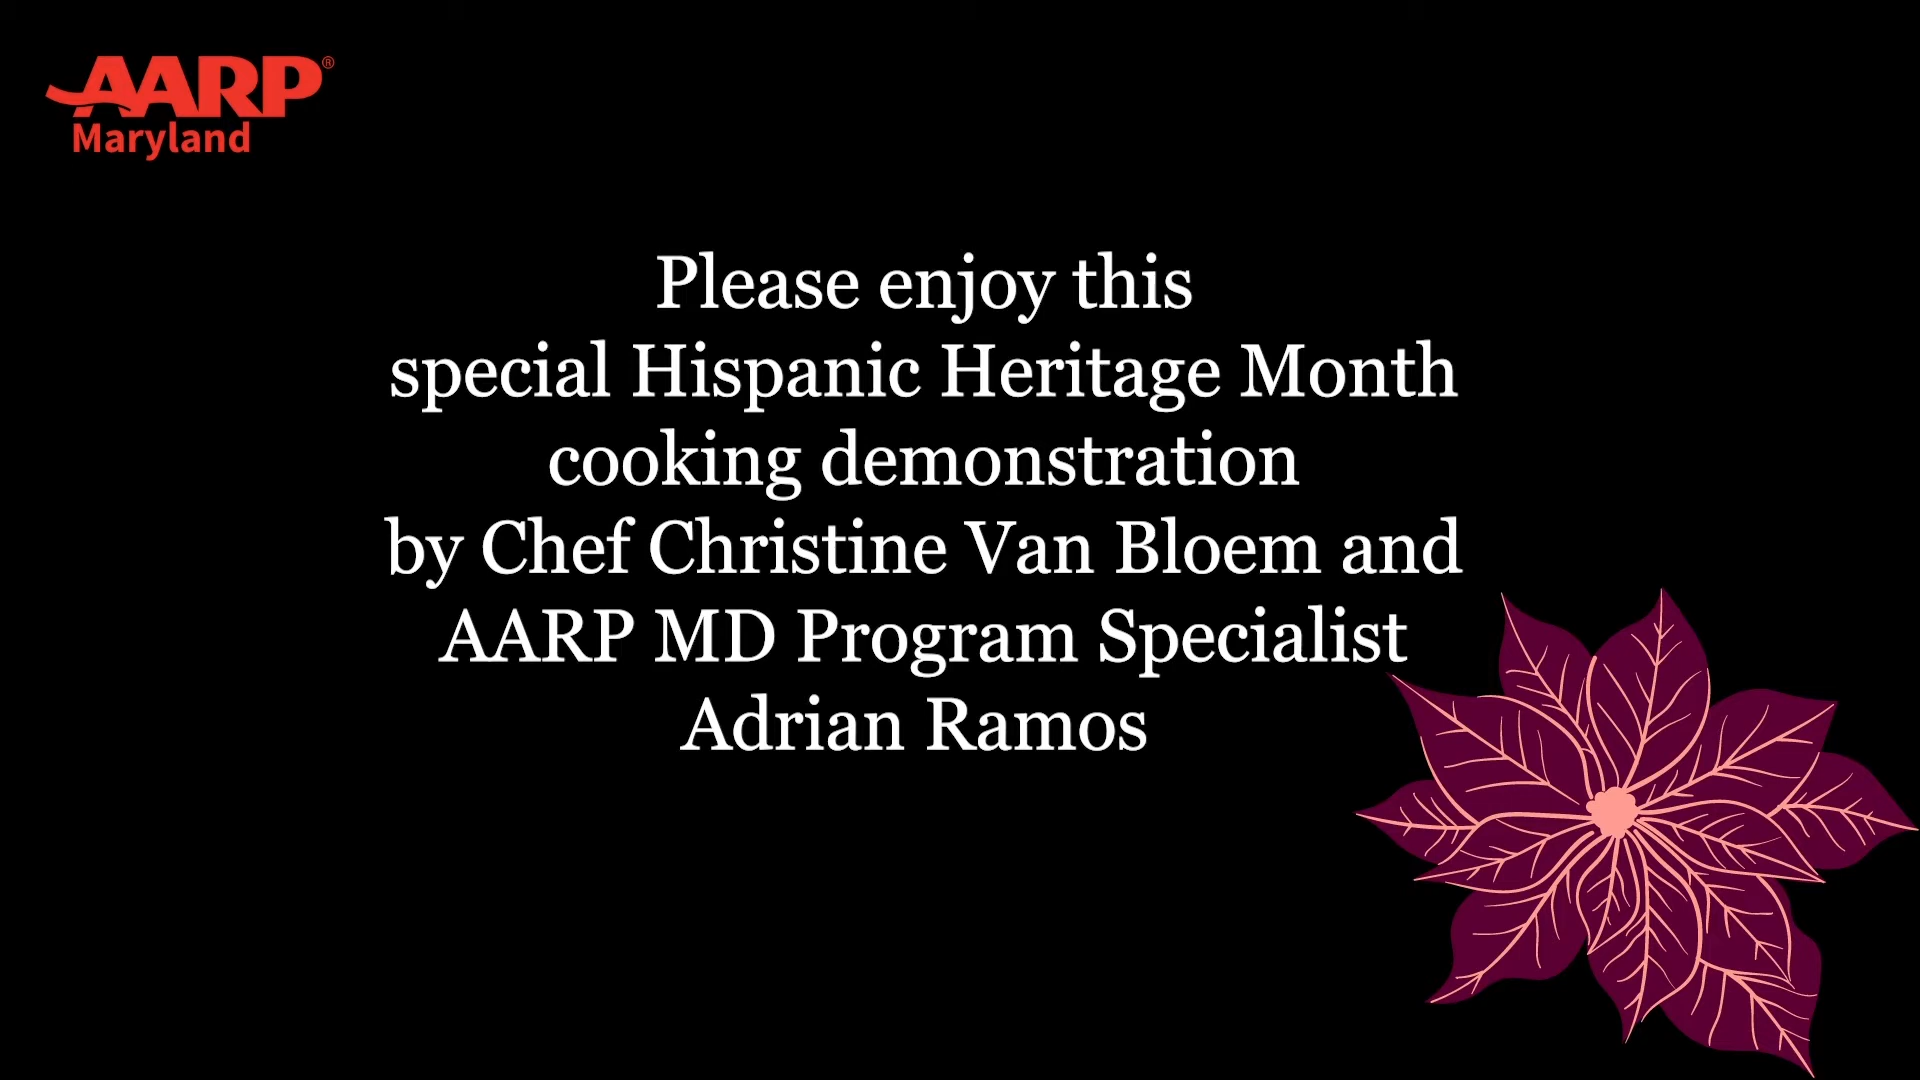 AARP®
Maryland
Please enjoy this
special Hispanic Heritage Month
cooking demonstration
by Chef Christine Van Bloem and
AARP MD Program Specialist
Adrian Ramos